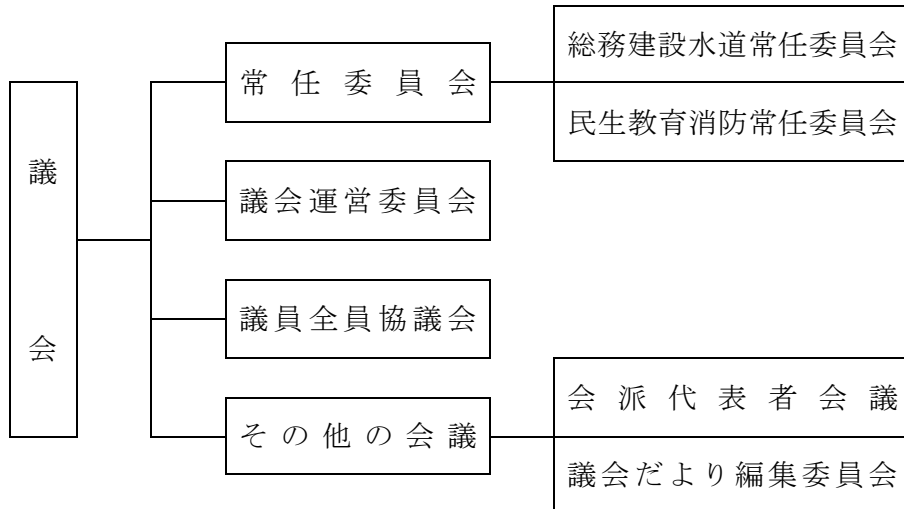 議会
常任委員会
総務建設水道常任委員会
民生教育消防常任委員会
議会運営委員会
議員全員協議会
その他の会議
会派代表者会議
議会だより編集委員会